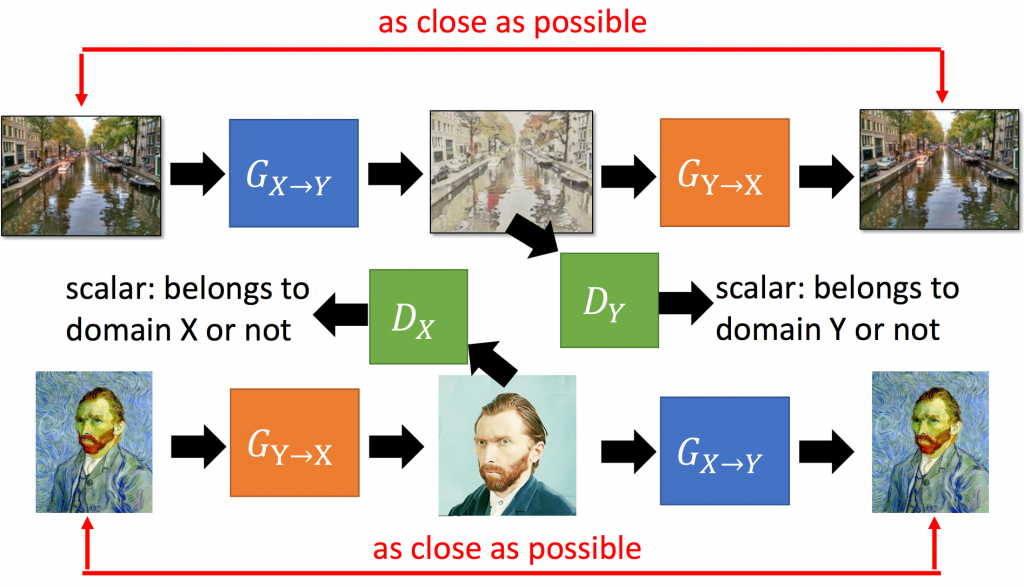 as close as possible
G_{X→Y}
G_{Y→X}
scalar: belongs to
domain X or not
D_X
D_Y
scalar: belongs to
domain Y or not
G_{Y→X}
G_{X→Y}
as close as possible